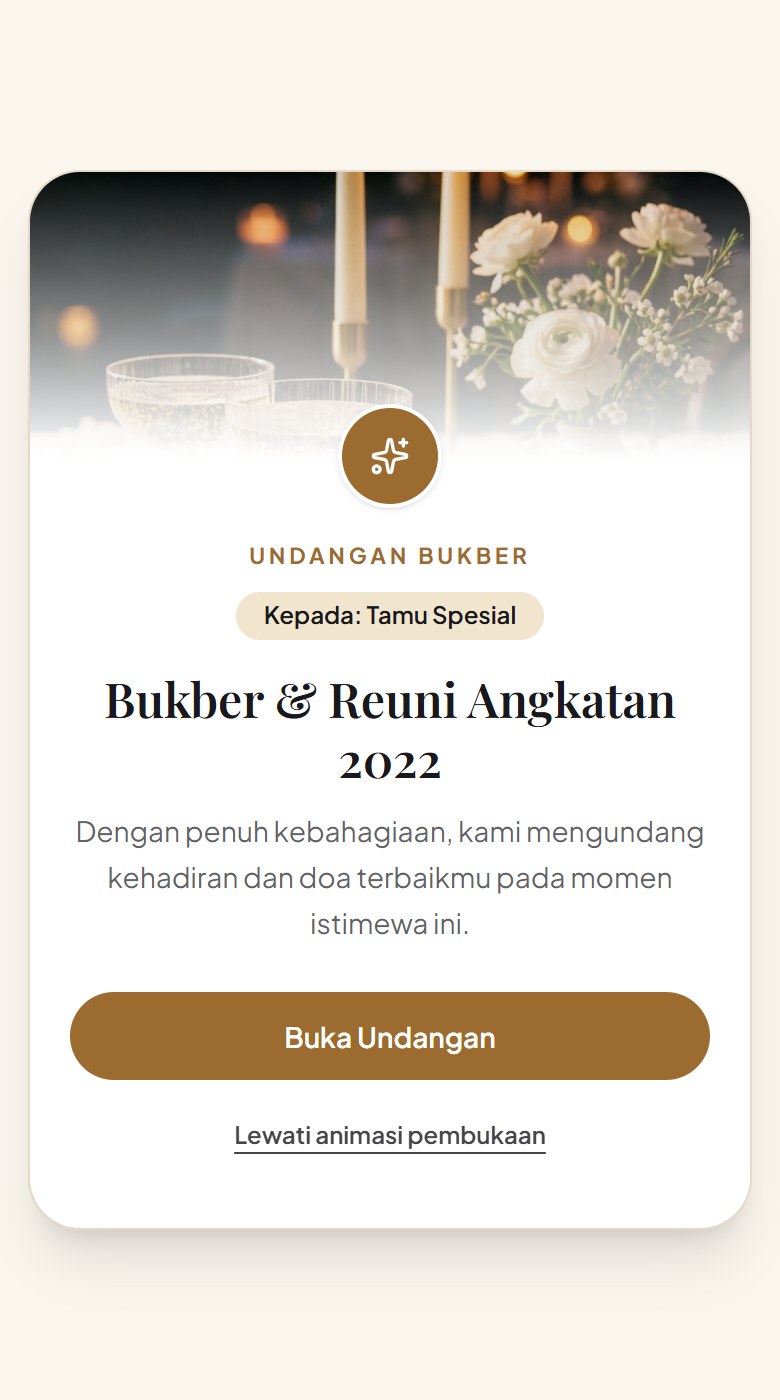 UNDANGAN BUKBER
Kepada: Tamu Spesial
Bukber & Reuni Angkatan
2022
Dengan penuh kebahagiaan, kami mengundang
kehadiran dan doa terbaikmu pada momen
istimewa ini.
Buka Undangan
Lewati animasi pembukaan